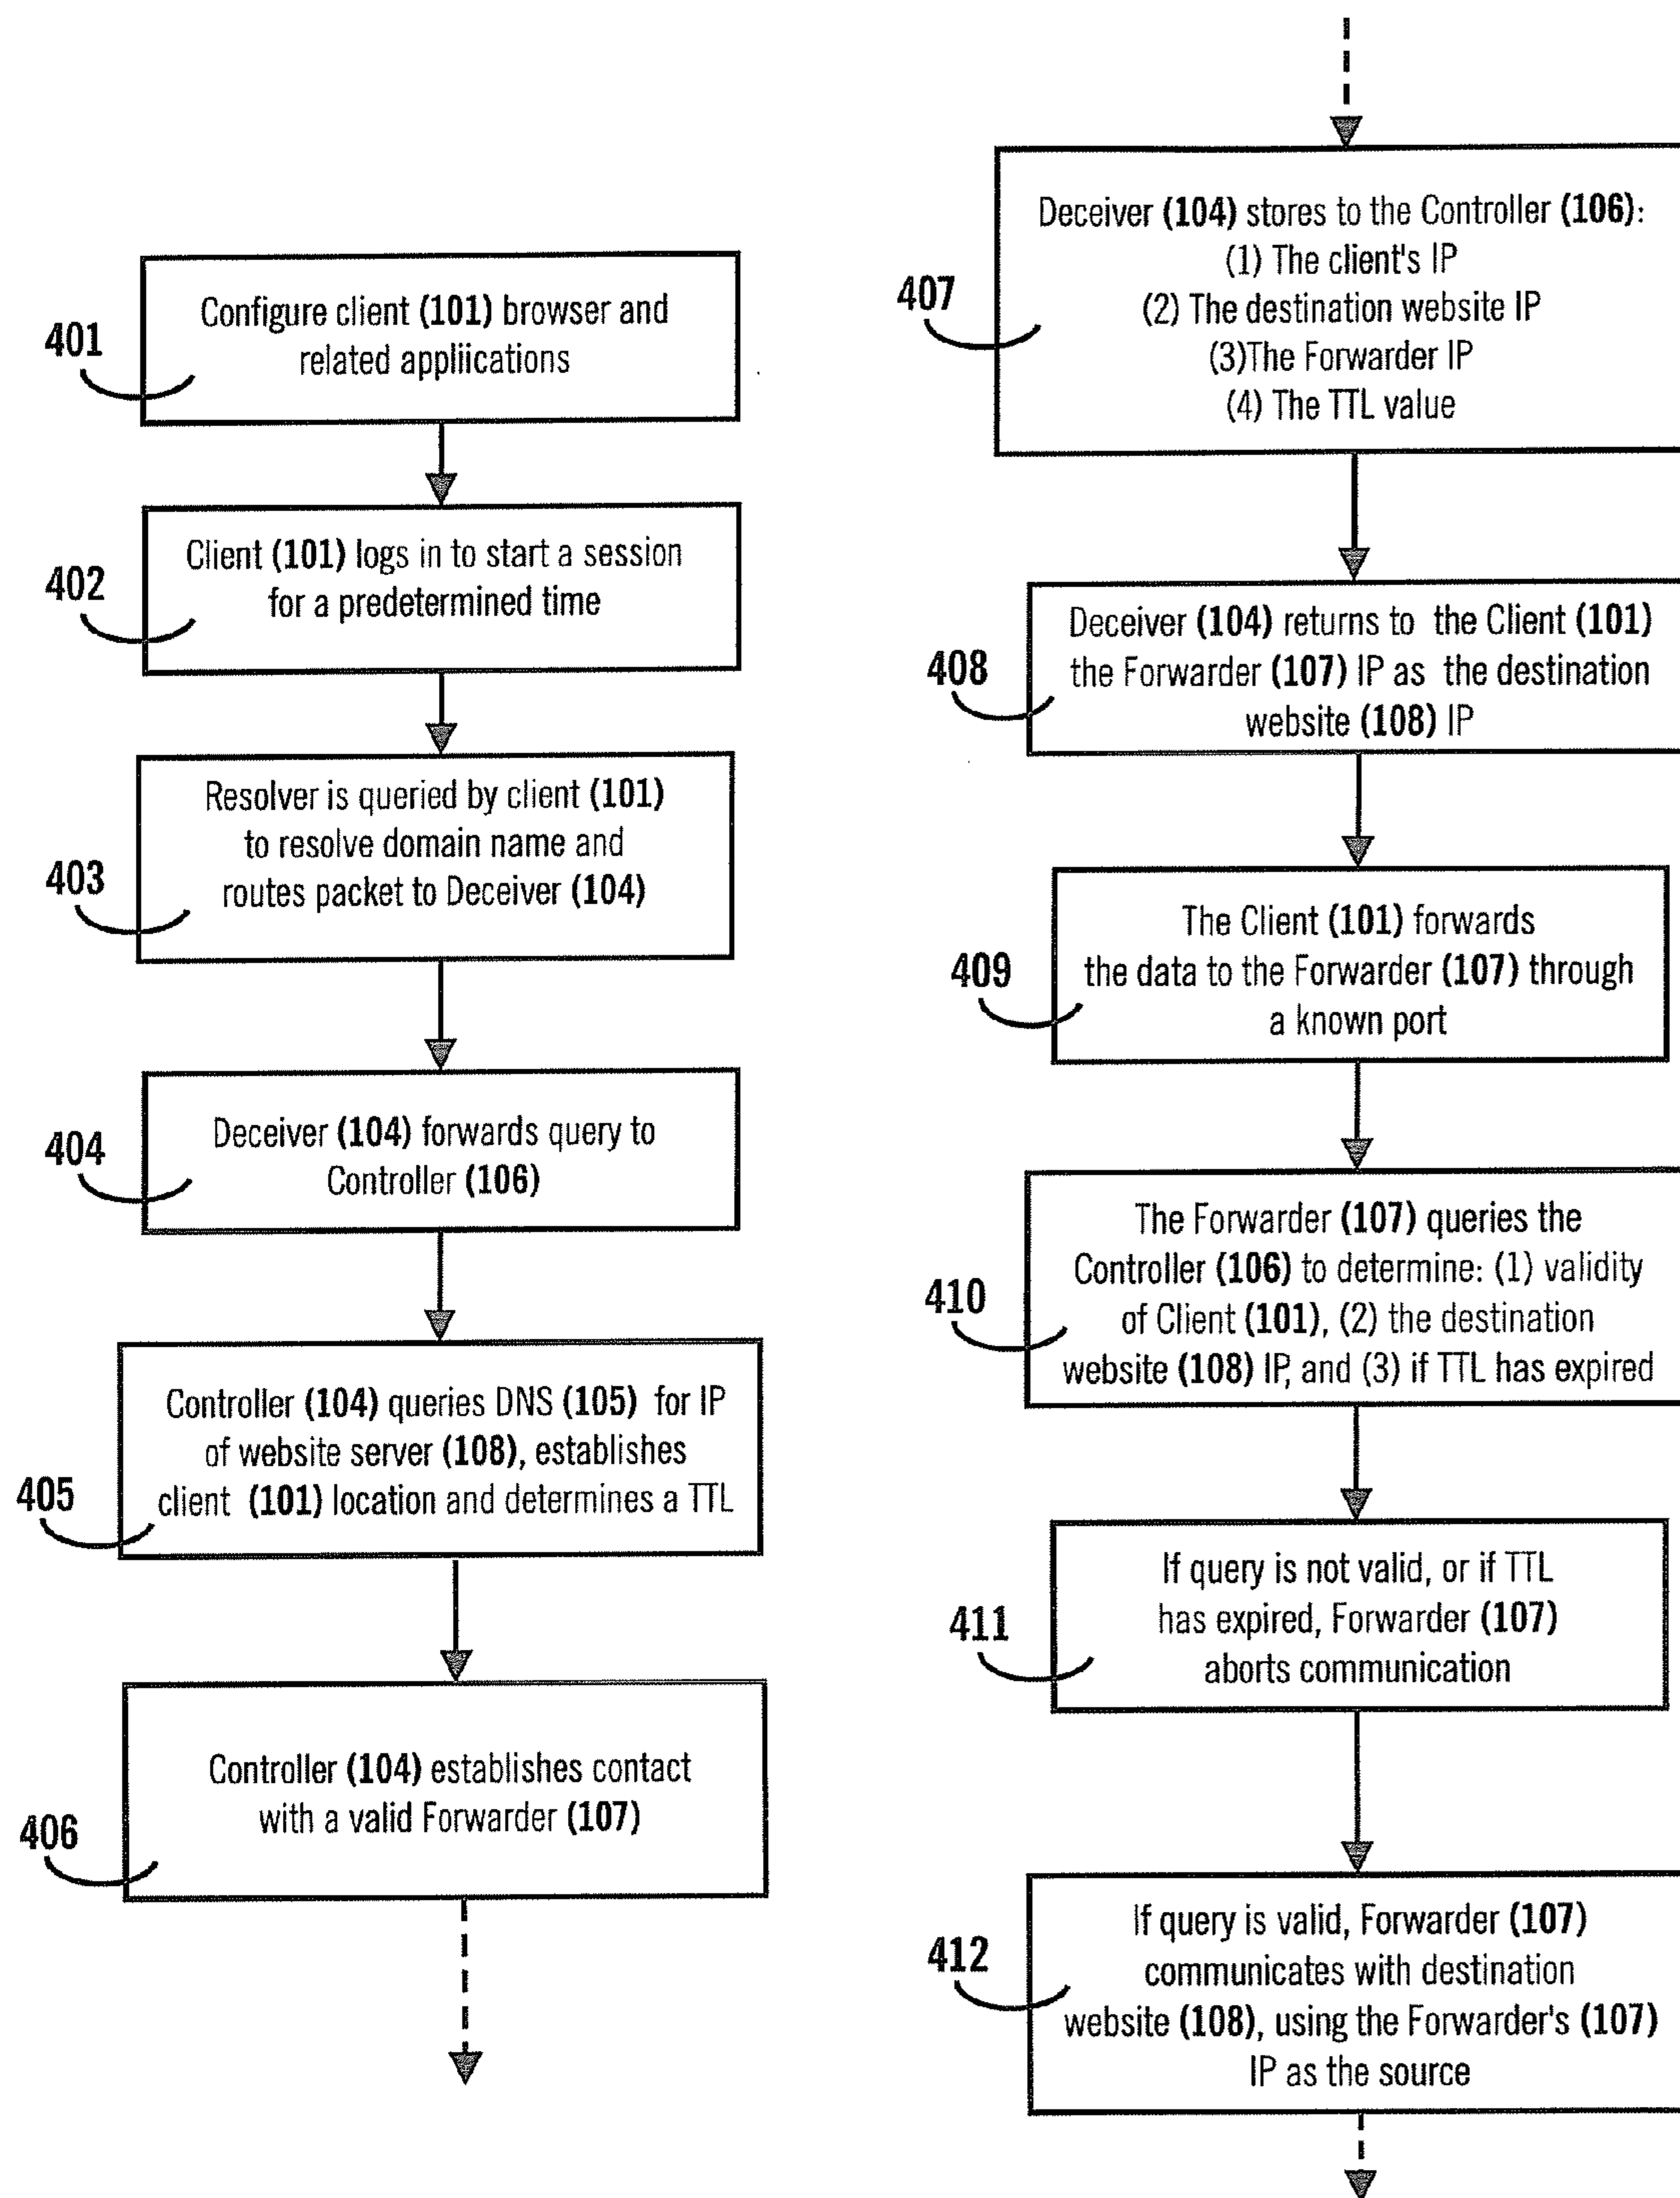 401
Configure client (101) browser and
related appliications
402
Client (101) logs in to start a session
for a predetermined time
403
Resolver is queried by client (101)
to resolve domain name and
routes packet to Deceiver (104)
404
Deceiver (104) forwards query to
Controller (106)
405
Controller (104) queries DNS (105) for IP
of website server (108), establishes
client (101) location and determines a TTL
406
Controller (104) establishes contact
with a valid Forwarder (107)
407
Deceiver (104) stores to the Controller (106):
(1) The client's IP
(2) The destination website IP
(3)The Forwarder IP
(4) The TTL value
408
Deceiver (104) returns to the Client (101)
the Forwarder (107) IP as the destination
website (108) IP
409
The Client (101) forwards
the data to the Forwarder (107) through
a known port
410
The Forwarder (107) queries the
Controller (106) to determine: (1) validity
of Client (101), (2) the destination
website (108) IP, and (3) if TTL has expired
411
If query is not valid, or if TTL
has expired, Forwarder (107)
aborts communication
412
If query is valid, Forwarder (107)
communicates with destination
website (108), using the Forwarder's (107)
IP as the source